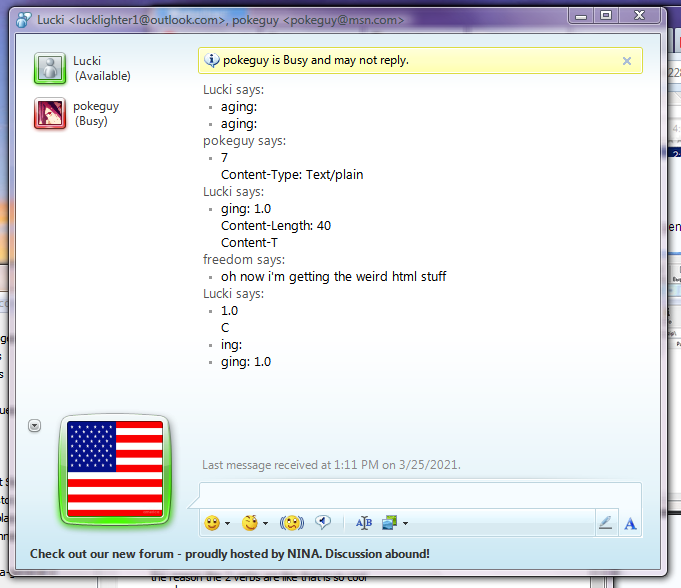 Lucki <lucklighter1@outlook.com>, pokeguy <pokeguy@msn.com>
Lucki
(Available)
pokeguy
(Busy)
pokeguy is Busy and may not reply.
Lucki says:
aging:
aging:
pokeguy says:
7
Content-Type: Text/plain
Lucki says:
ging: 1.0
Content-Length: 40
Content-T
freedom says:
oh now i'm getting the weird html stuff
Lucki says:
1.0
C
ing:
ging: 1.0
Last message received at 1:11 PM on 3/25/2021.
Check out our new forum - proudly hosted by NINA. Discussion abound!
the reason the 2 verbs are like that is so cool